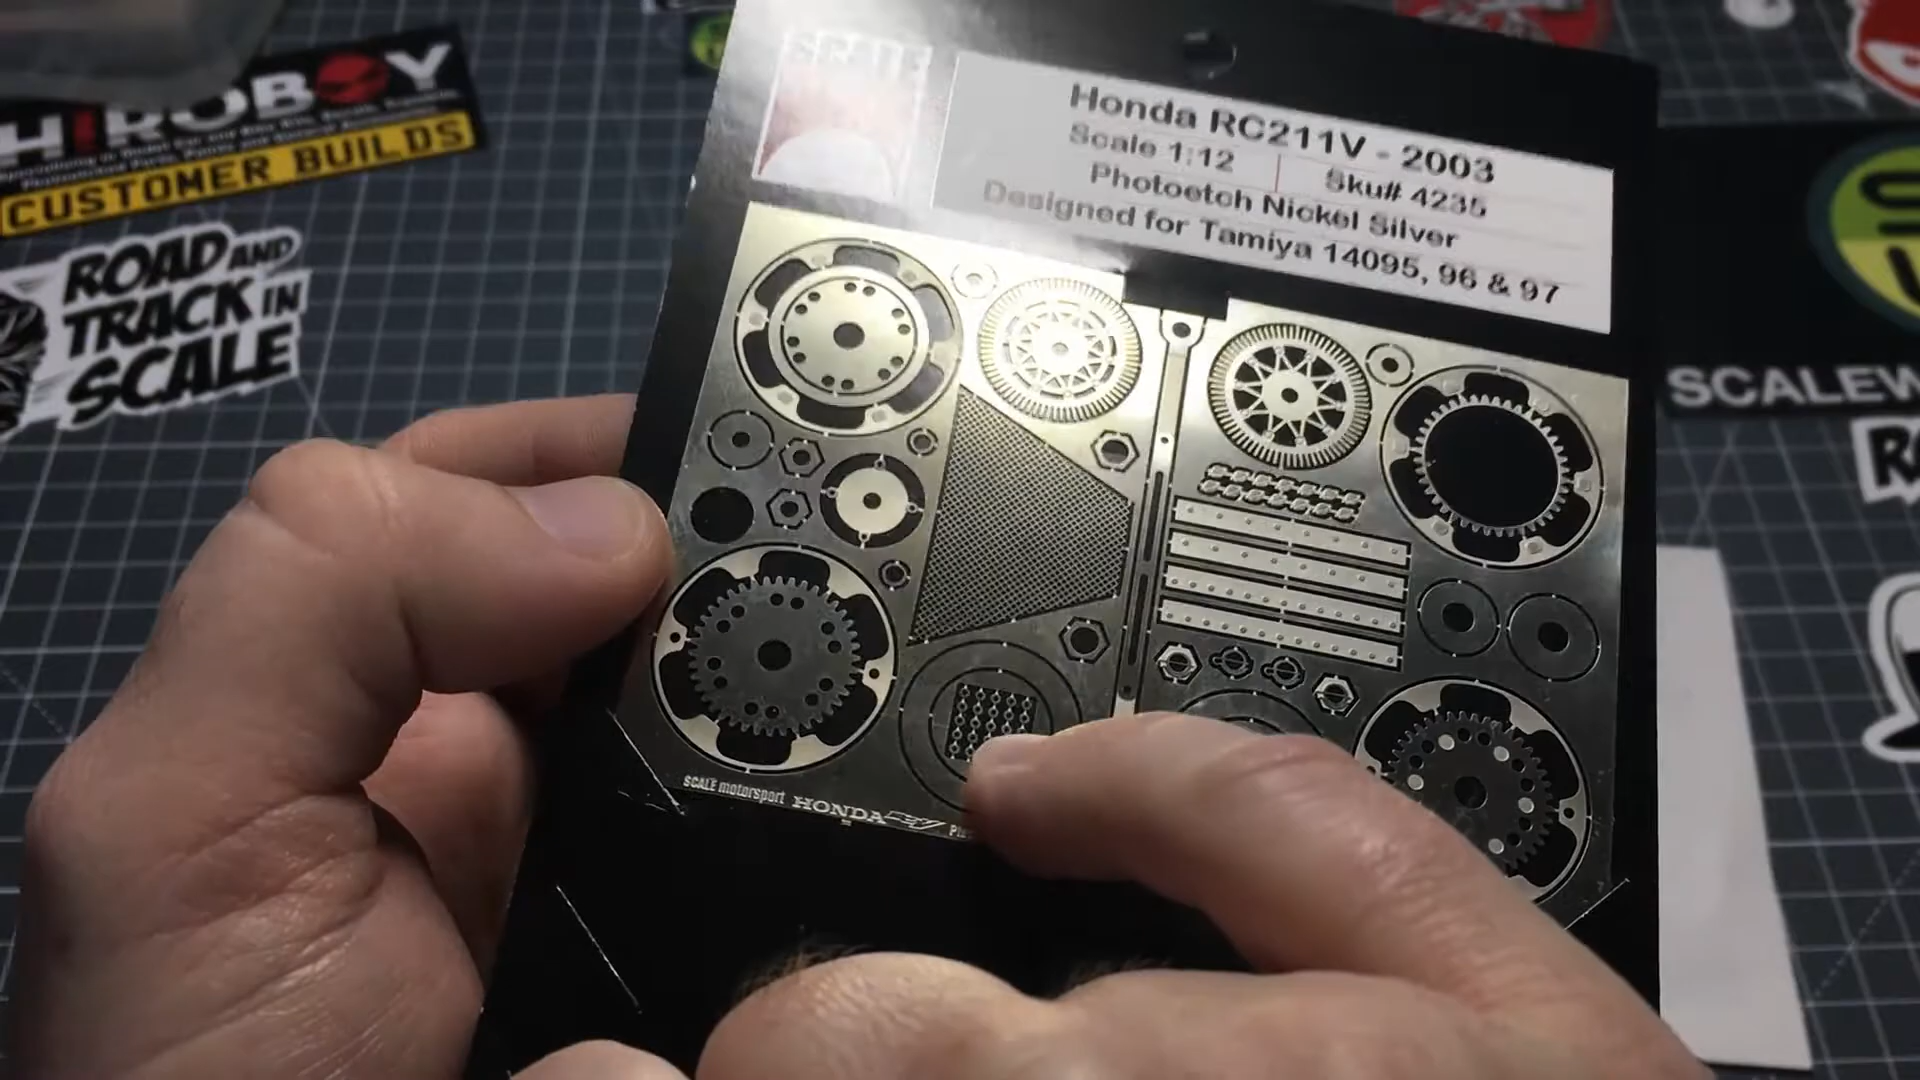 HIROBOY
CUSTOMER BUILDS
ROAD AND
TRACK IN
SCALE
Honda RC211V - 2003
Scale 1:12 Sku# 4235
Photoetch Nickel Silver
Designed for Tamiya 14095, 96 & 97
SCALE motorsport HONDA
SCALEW